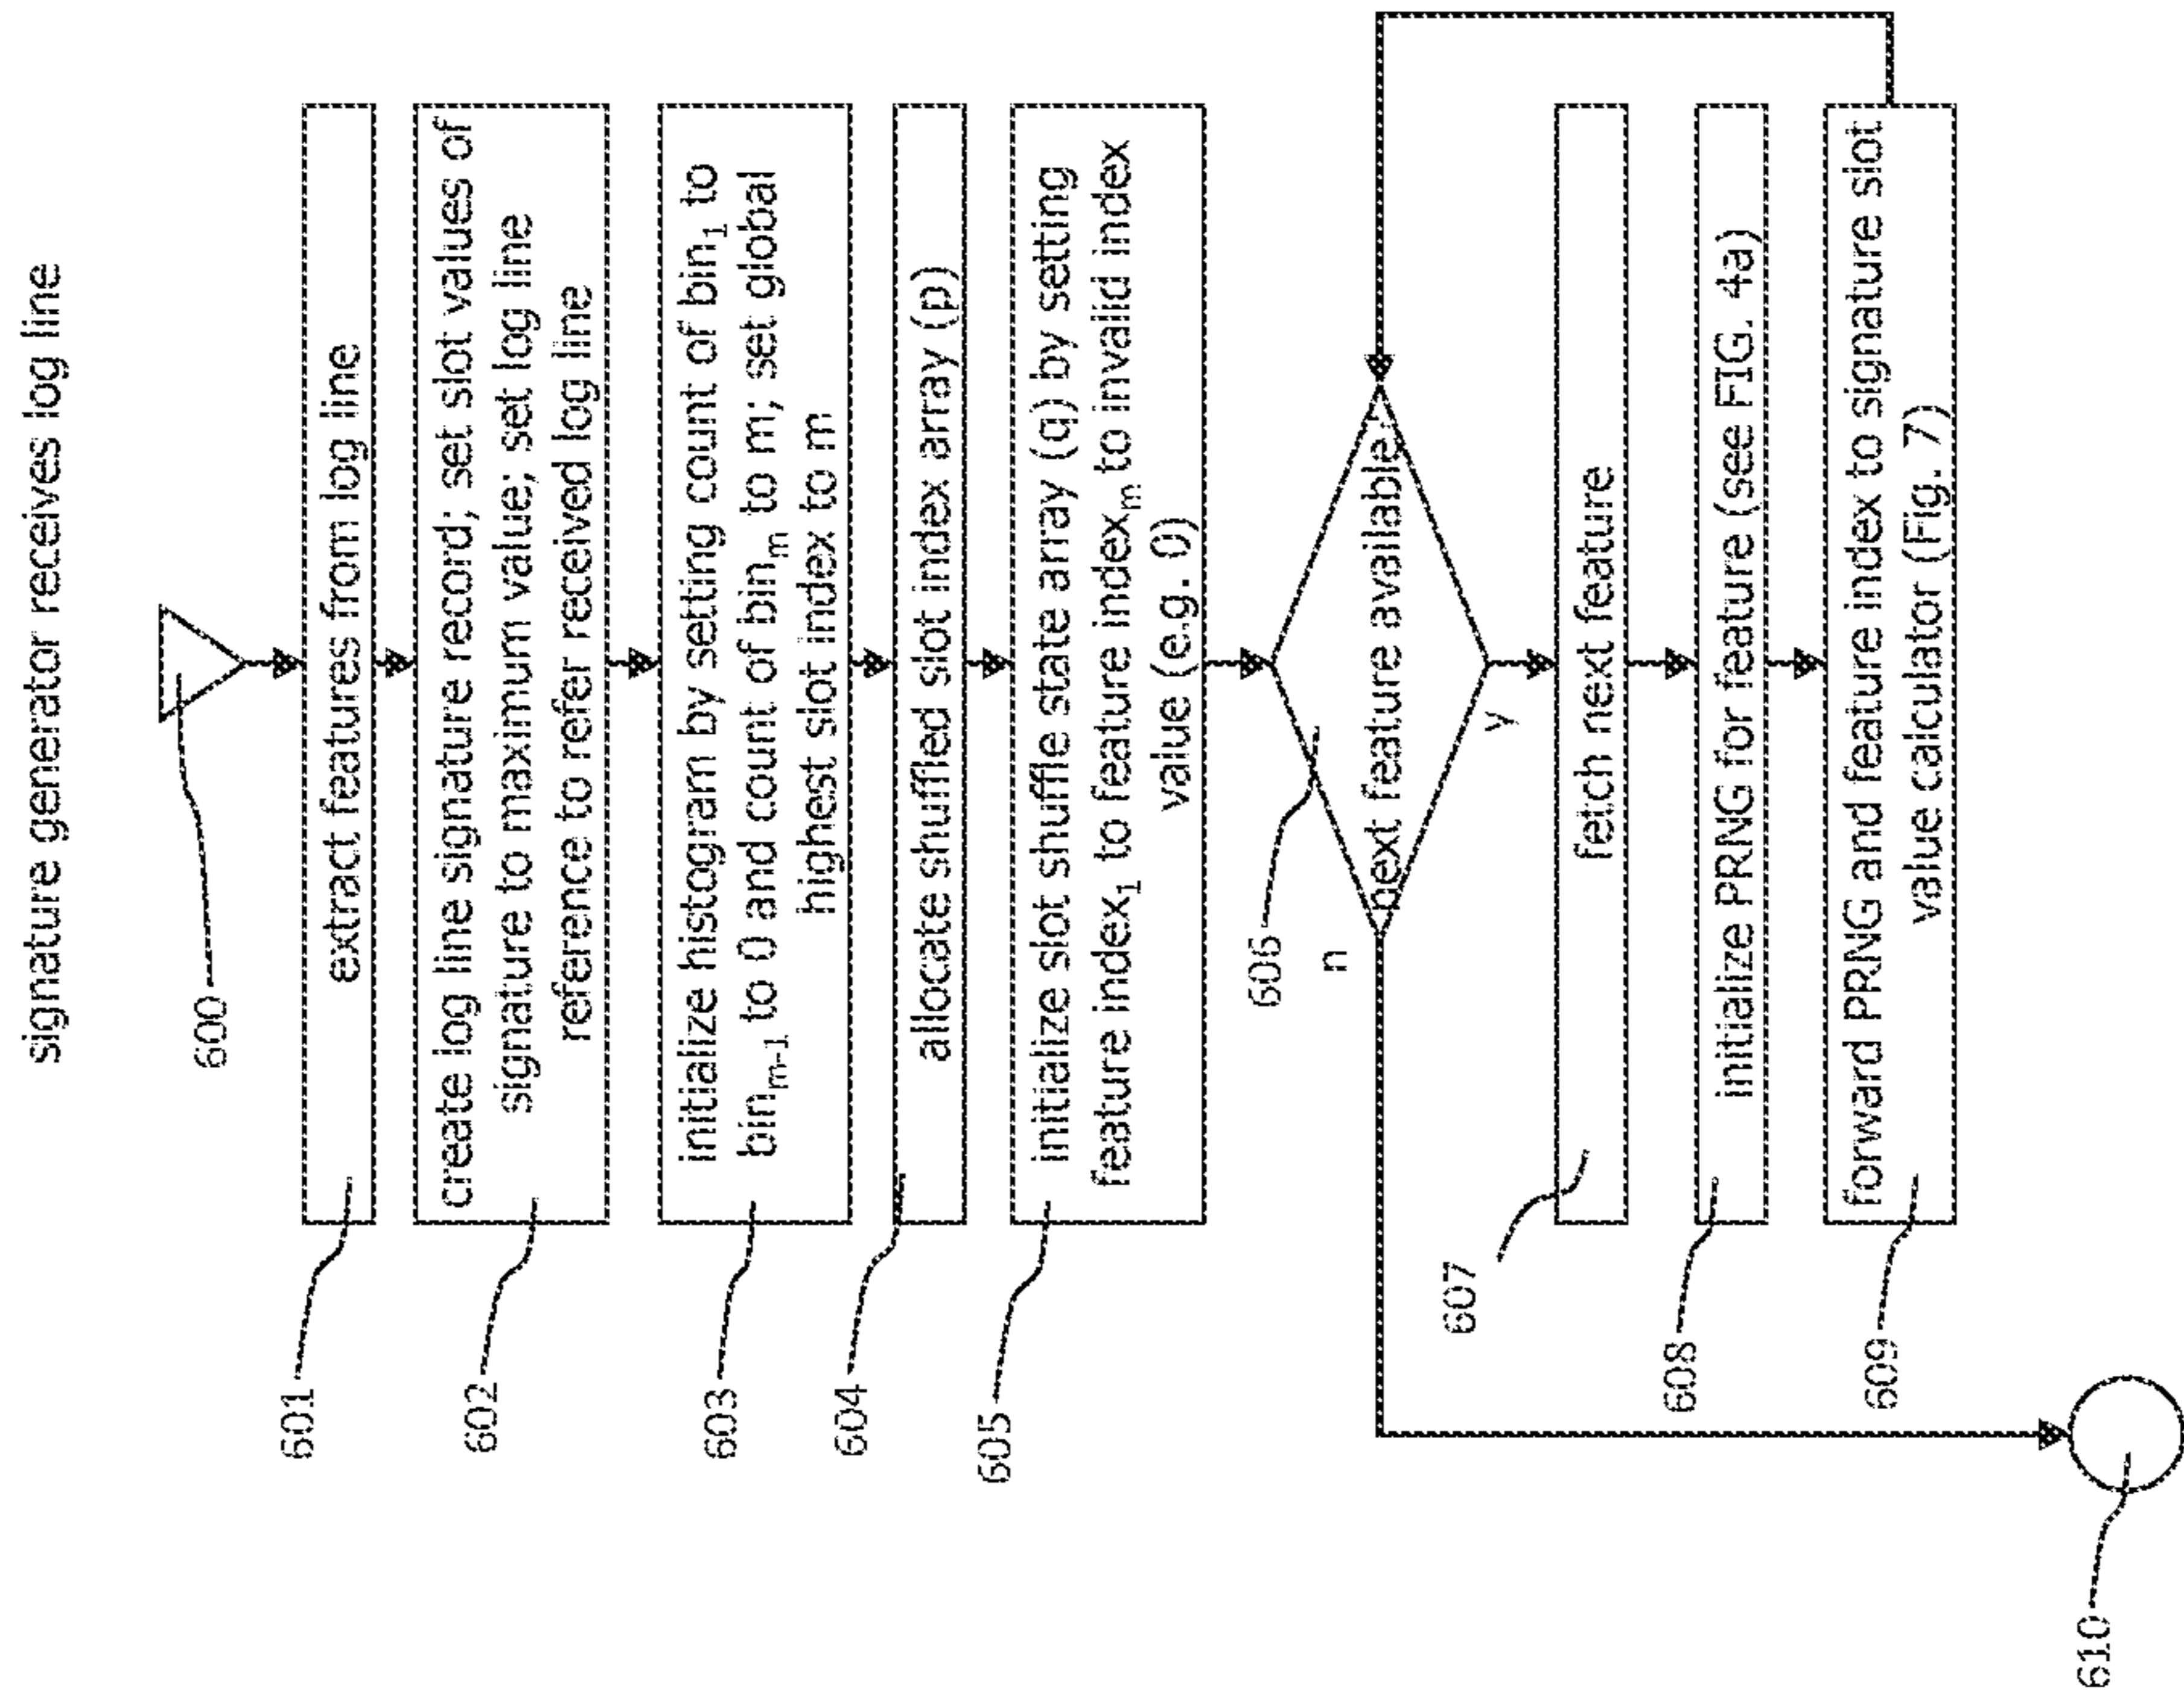 signature generator receives log line
600
601
extract features from log line
602
create log line signature record; set slot values of
signature to maximum value; set log line
reference to refer received log line
603
initialize histogram by setting count of bin₁ to
binₘ₋₁ to 0 and count of binₘ to m; set global
highest slot index to m
604
allocate shuffled slot index array (p)
605
initialize slot shuffle state array (q) by setting
feature index₁ to feature indexₘ to invalid index
value (e.g. 0)
606
next feature available?
n
y
607
fetch next feature
608
initialize PRNG for feature (see FIG. 4a)
609
forward PRNG and feature index to signature slot
value calculator (Fig. 7)
610